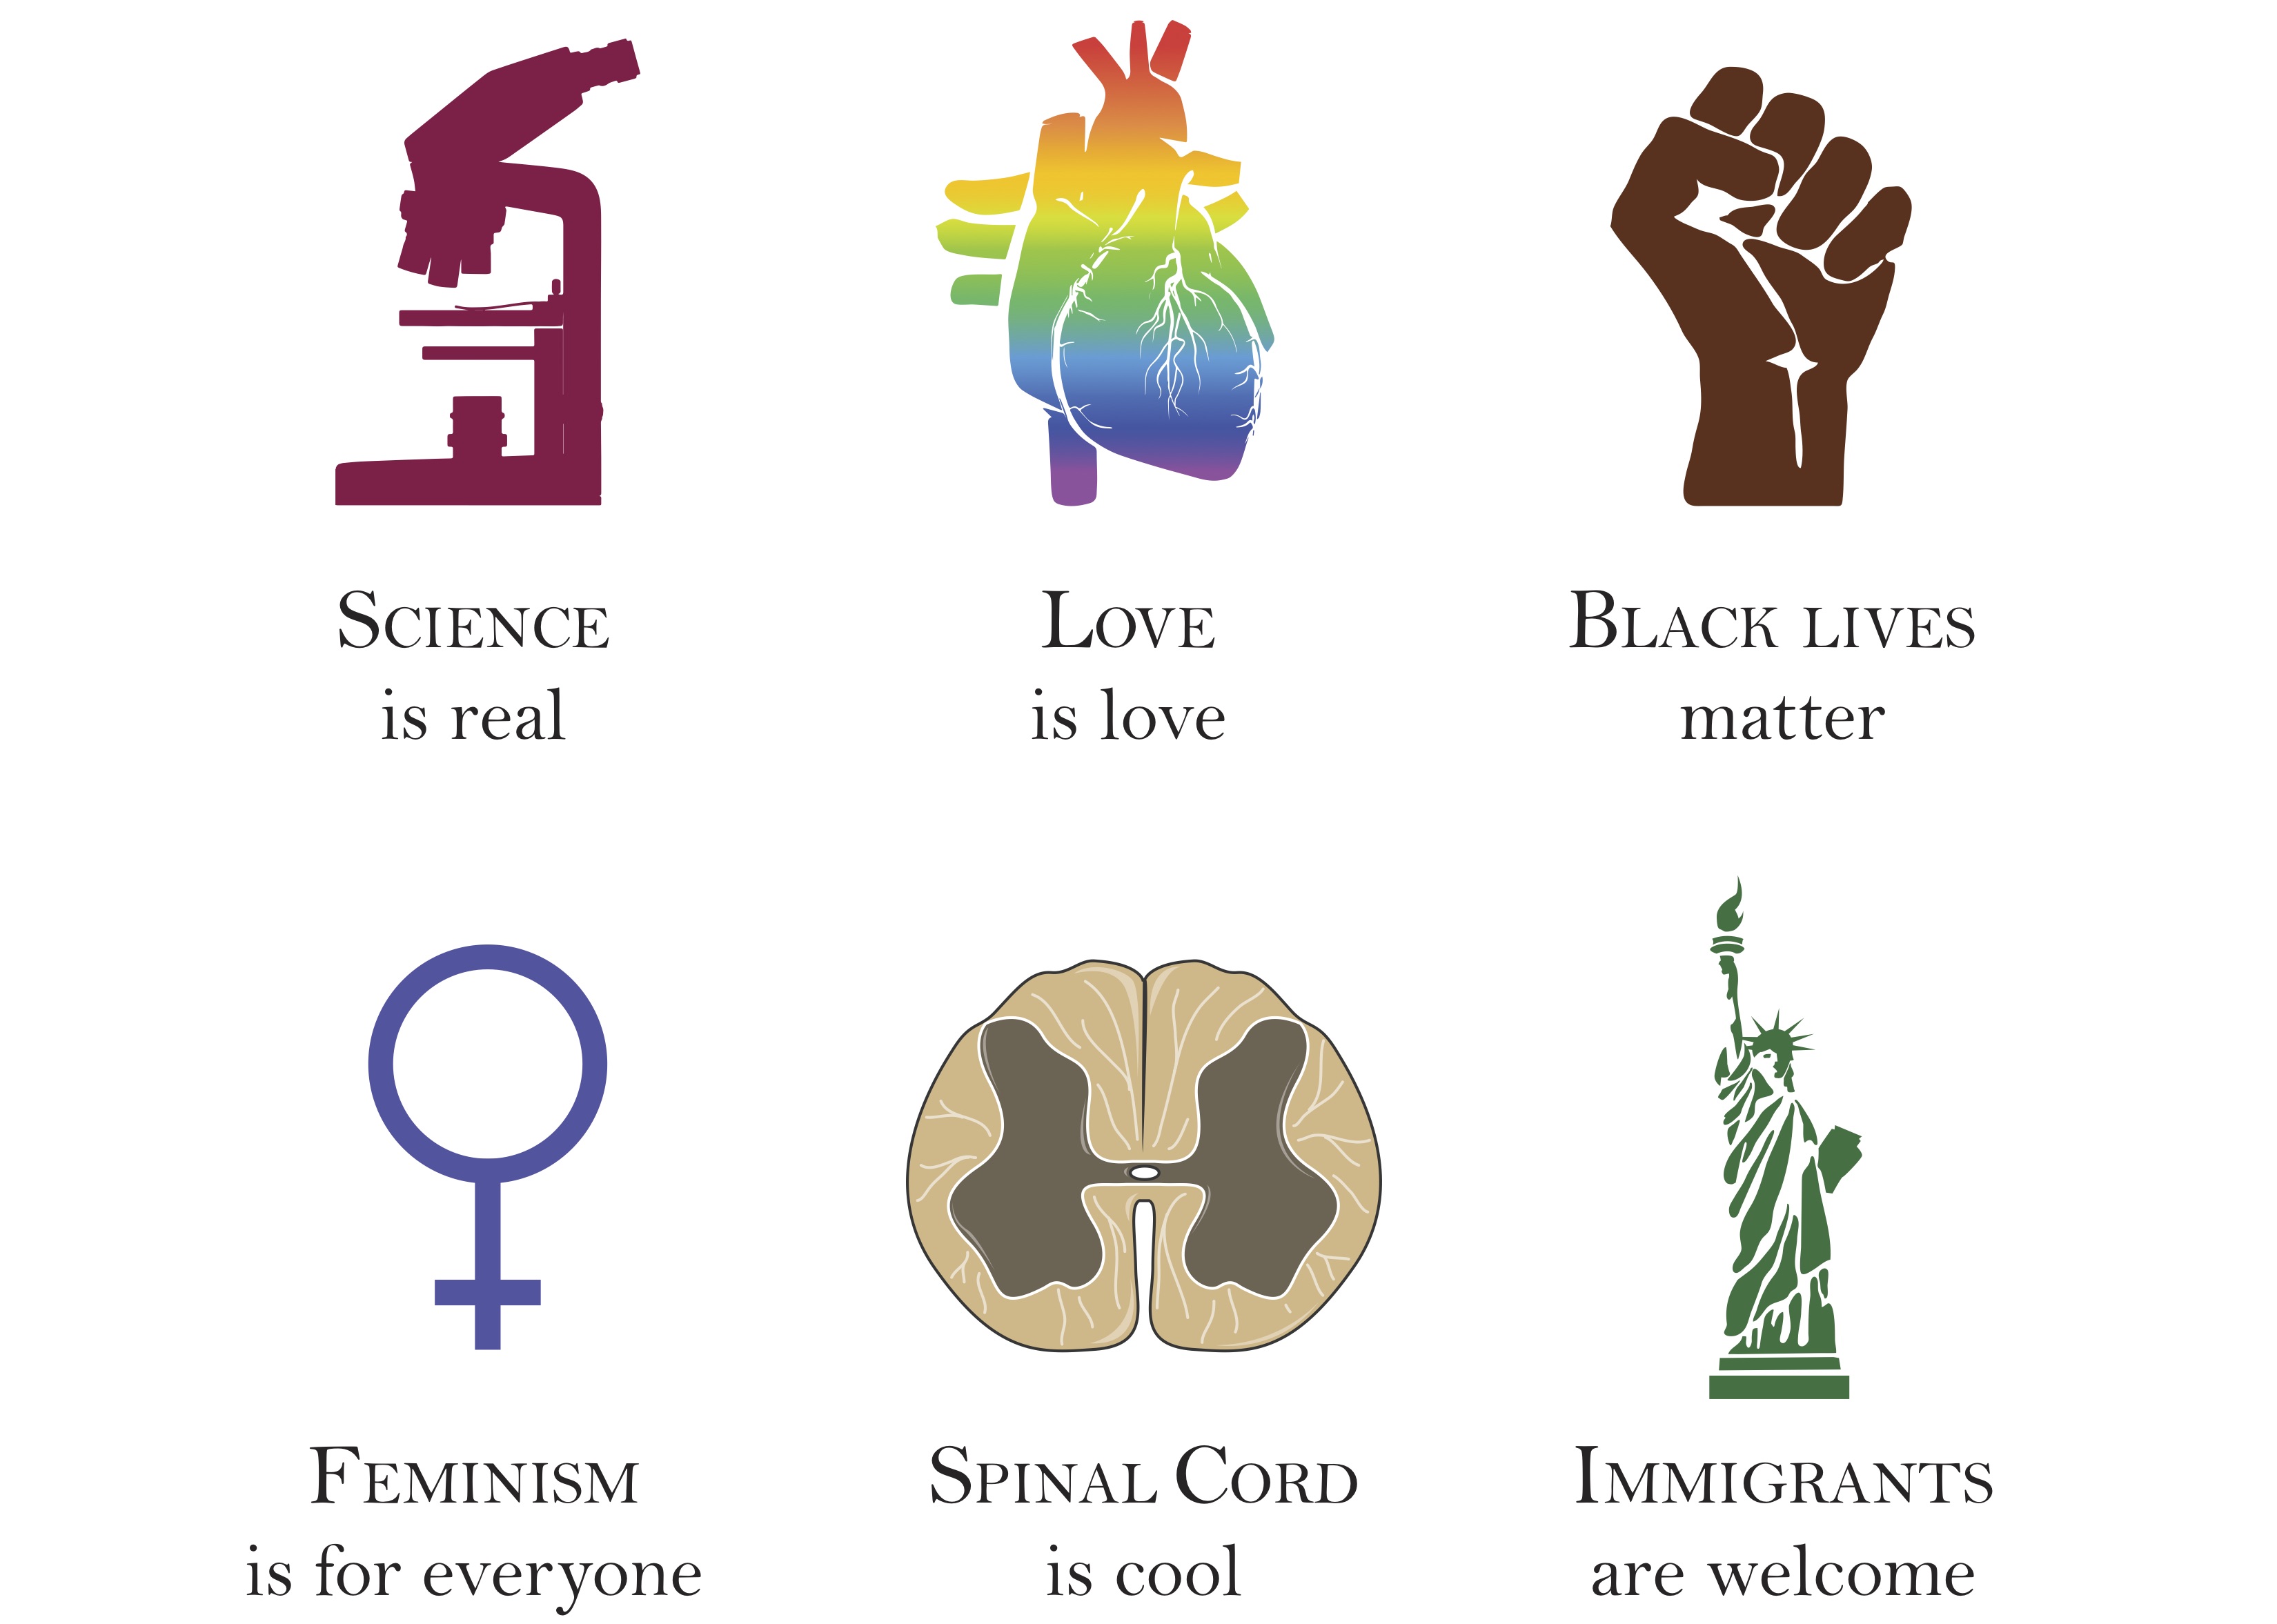 Science
is real
Love
is love
Black lives
matter
Feminism
is for everyone
Spinal Cord
is cool
Immigrants
are welcome